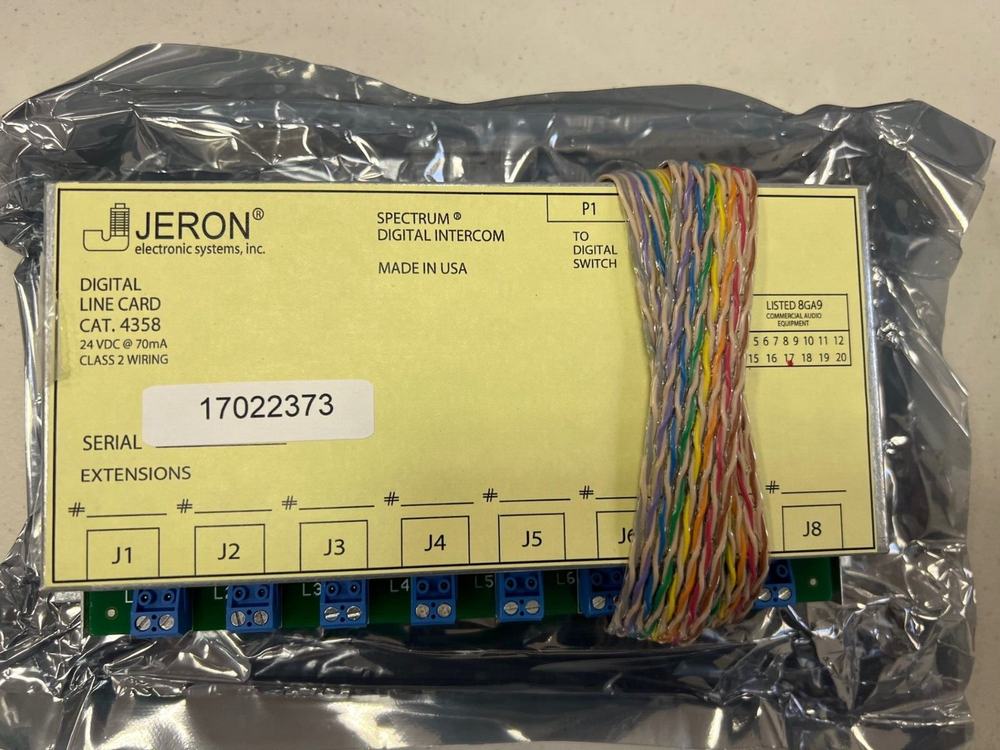 JERON®
electronic systems, inc.
SPECTRUM ®
DIGITAL INTERCOM
MADE IN USA
P1
TO
DIGITAL
SWITCH
DIGITAL
LINE CARD
CAT. 4358
24 VDC @ 70mA
CLASS 2 WIRING
LISTED 8GA9
COMMERCIAL AUDIO
EQUIPMENT
5 6 7 8 9 10 11 12
15 16 17 18 19 20
17022373
SERIAL
EXTENSIONS
# # # # # # #
J1 J2 J3 J4 J5 J6 J8
L3 L4 L5 L6